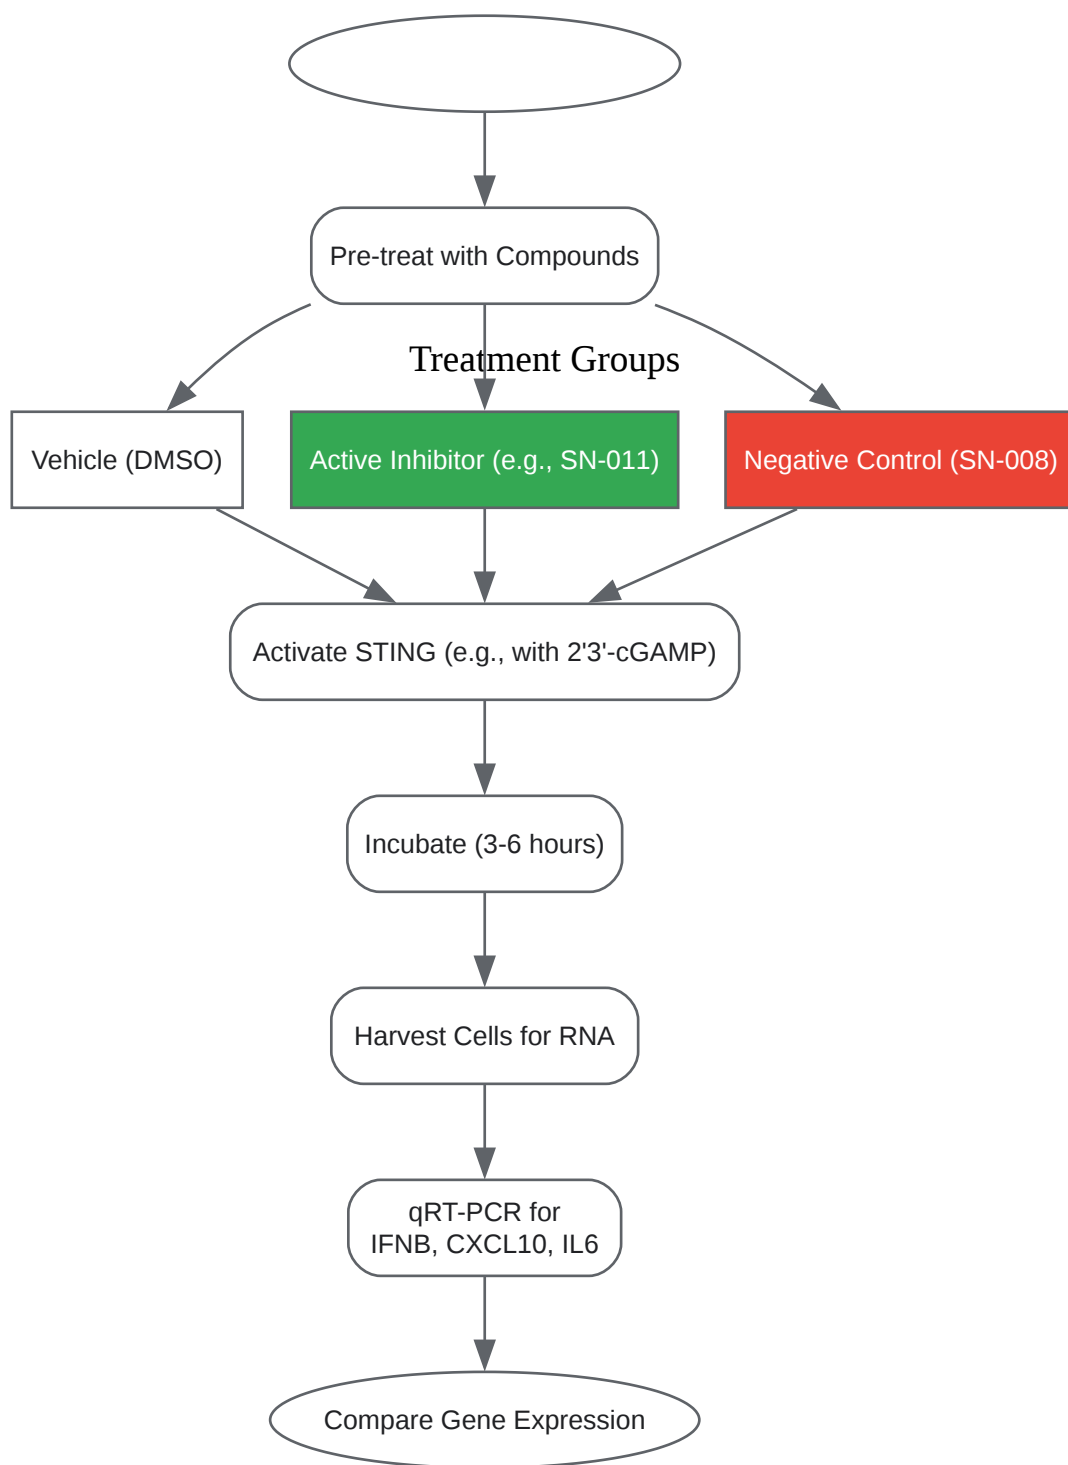 Pre-treat with Compounds
Treatment Groups
Vehicle (DMSO)
Active Inhibitor (e.g., SN-011)
Negative Control (SN-008)
Activate STING (e.g., with 2'3'-cGAMP)
Incubate (3-6 hours)
Harvest Cells for RNA
qRT-PCR for
IFNB, CXCL10, IL6
Compare Gene Expression